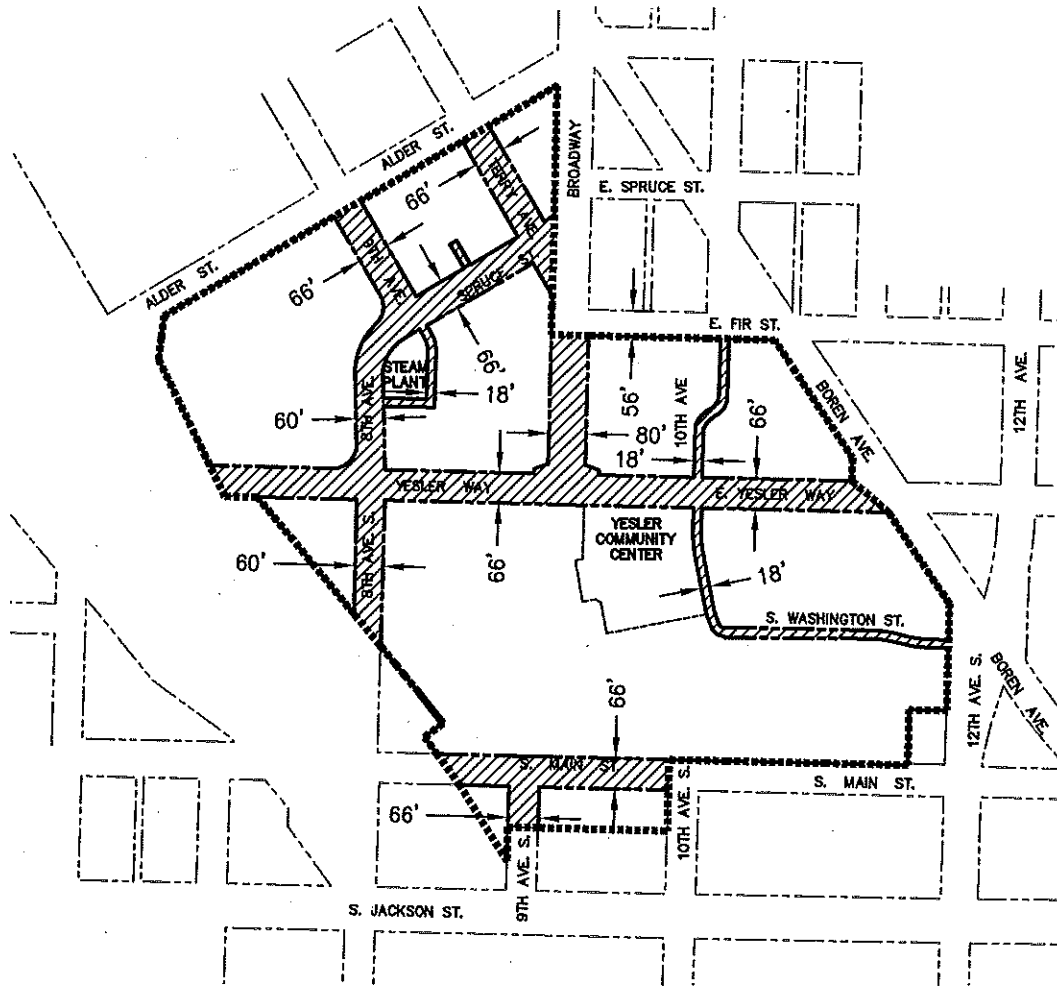 ALDER ST.
BROADWAY
E. SPRUCE ST.
TERRY AVE.
66'
9TH AVE.
ALDER ST.
66'
SPRUCE ST.
E. FIR ST.
66'
STEAM
PLANT
18'
8TH AVE.
60'
56'
80'
10TH AVE
18'
66'
BOREN AVE.
12TH AVE.
YESLER WAY
E. YESLER WAY
YESLER
COMMUNITY
CENTER
8TH AVE. S.
60'
66'
18'
S. WASHINGTON ST.
BOREN AVE.
12TH AVE. S.
66'
S. MAIN ST.
S. MAIN ST.
10TH AVE. S.
66'
9TH AVE. S.
S. JACKSON ST.